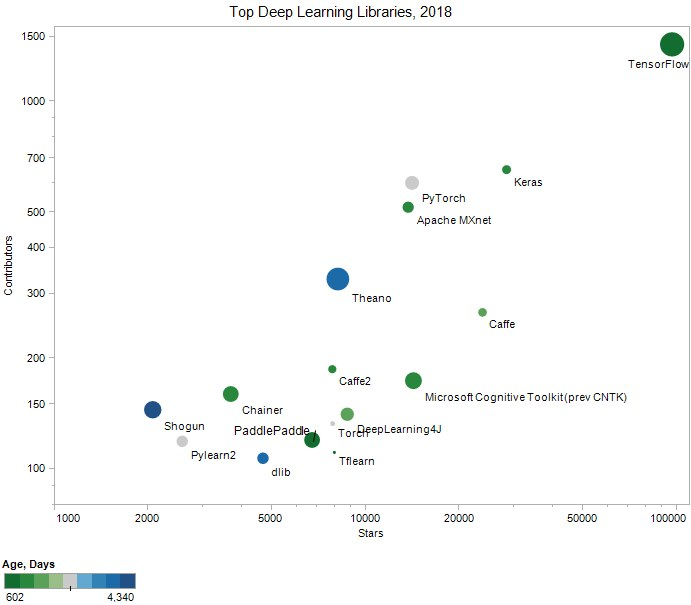 Top Deep Learning Libraries, 2018
1500
TensorFlow
1000
700
Keras
PyTorch
500
Apache MXnet
400
Contributors
300
Theano
Caffe
200
Caffe2
Microsoft Cognitive Toolkit(prev CNTK)
150
Chainer
Shogun
PaddlePaddle
Torch
DeepLearning4J
Pylearn2
Tflearn
100
dlib
1000 2000 5000 10000 20000 50000 100000
Stars
Age, Days
602 4,340